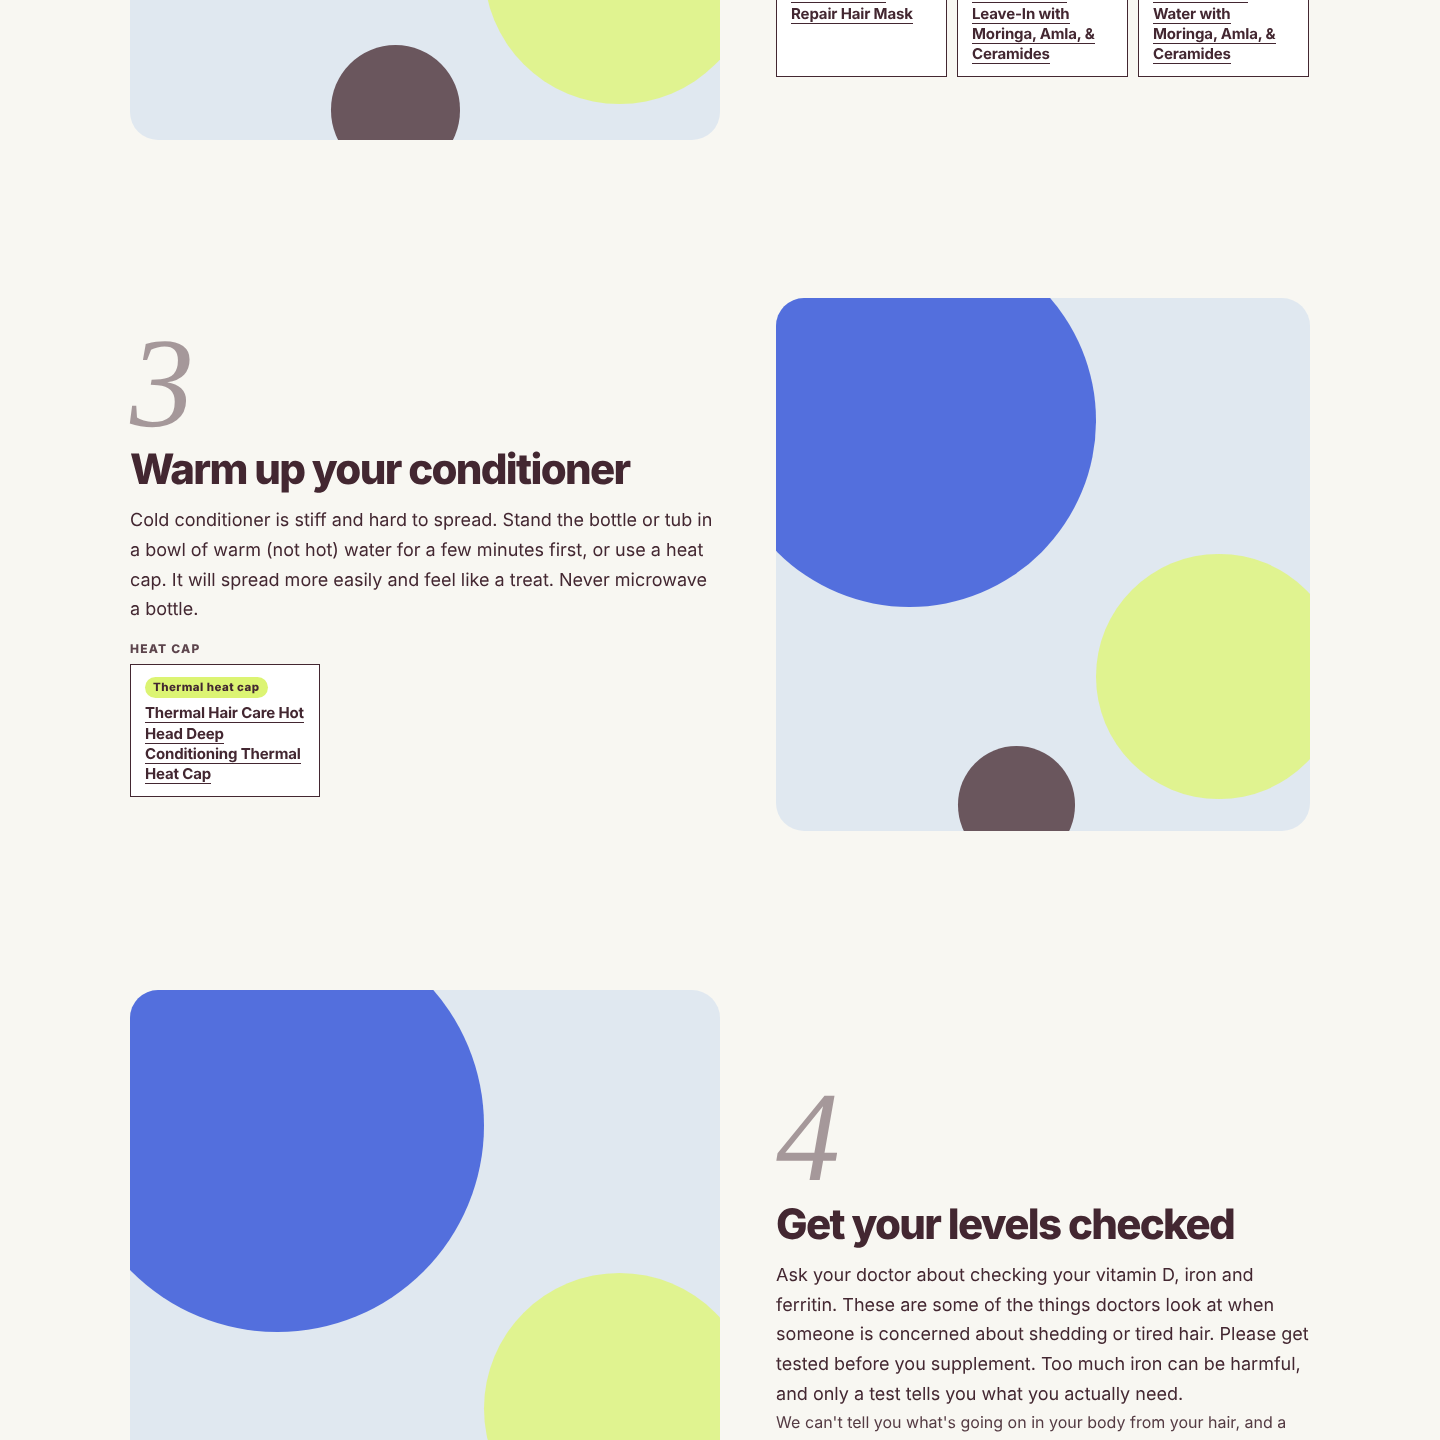 Repair Hair Mask
Leave-In with
Moringa, Amla, &
Ceramides
Water with
Moringa, Amla, &
Ceramides
3
Warm up your conditioner
Cold conditioner is stiff and hard to spread. Stand the bottle or tub in
a bowl of warm (not hot) water for a few minutes first, or use a heat
cap. It will spread more easily and feel like a treat. Never microwave
a bottle.
HEAT CAP
Thermal heat cap
Thermal Hair Care Hot
Head Deep
Conditioning Thermal
Heat Cap
4
Get your levels checked
Ask your doctor about checking your vitamin D, iron and
ferritin. These are some of the things doctors look at when
someone is concerned about shedding or tired hair. Please get
tested before you supplement. Too much iron can be harmful,
and only a test tells you what you actually need.
We can't tell you what's going on in your body from your hair, and a